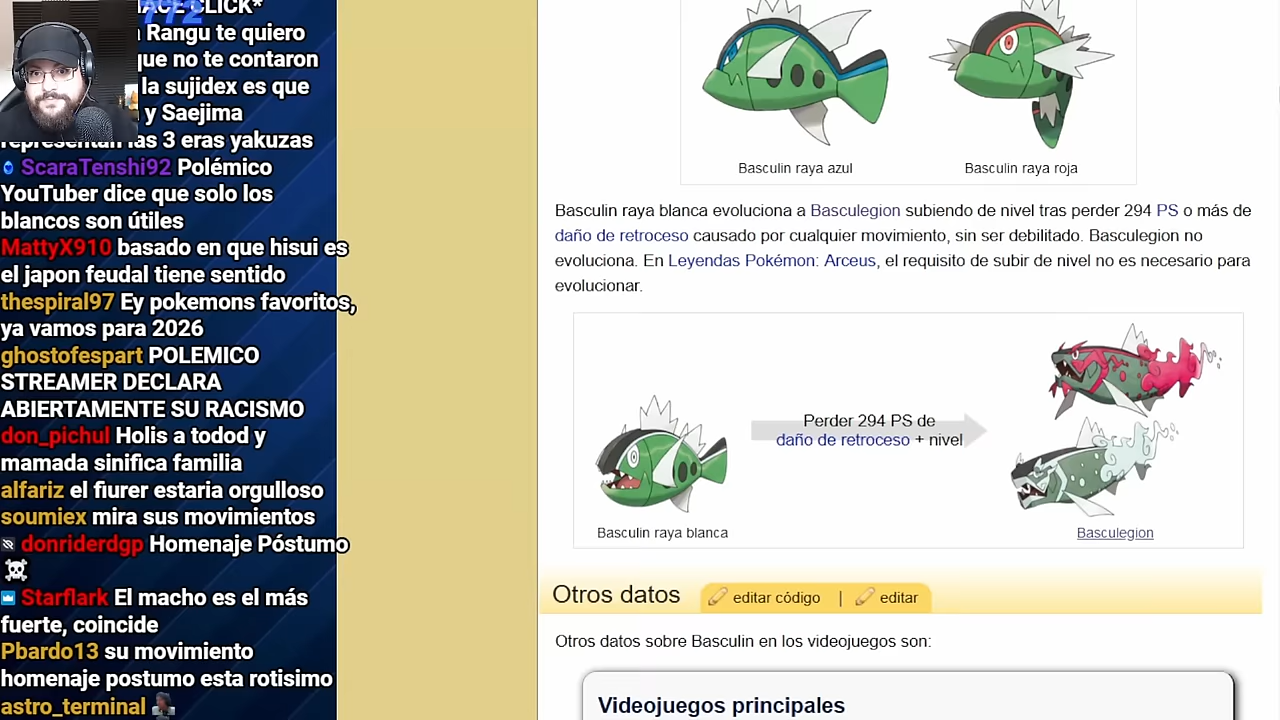 ACE CLICK*
772
Rangu te quiero
que no te contaron
la sujidex es que
y Saejima
representan las 3 eras yakuzas
ScaraTenshi92 Polémico
YouTuber dice que solo los
blancos son útiles
MattyX910 basado en que hisui es
el japon feudal tiene sentido
thespiral97 Ey pokemons favoritos,
ya vamos para 2026
ghostofespart POLEMICO
STREAMER DECLARA
ABIERTAMENTE SU RACISMO
don_pichul Holis a todod y
mamada sinifica familia
alfariz el fiurer estaria orgulloso
soumiex mira sus movimientos
donriderdgp Homenaje Póstumo
Starflark El macho es el más
fuerte, coincide
Pbardo13 su movimiento
homenaje postumo esta rotisimo
astro_terminal
Basculin raya azul
Basculin raya roja
Basculin raya blanca evoluciona a Basculegion subiendo de nivel tras perder 294 PS o más de
daño de retroceso causado por cualquier movimiento, sin ser debilitado. Basculegion no
evoluciona. En Leyendas Pokémon: Arceus, el requisito de subir de nivel no es necesario para
evolucionar.
Perder 294 PS de
daño de retroceso + nivel
Basculin raya blanca
Basculegion
Otros datos
editar código | editar
Otros datos sobre Basculin en los videojuegos son:
Videojuegos principales